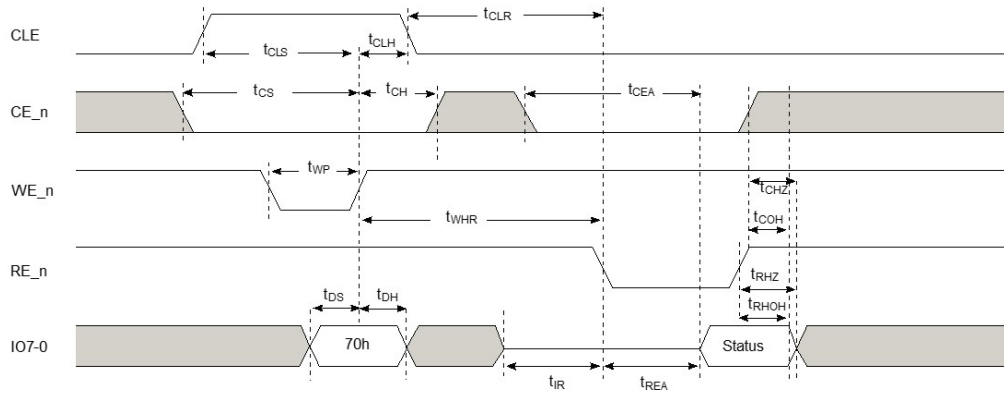 CLE
tCLR
tCLS
tCLH
CE_n
tCS
tCH
tCEA
WE_n
tWP
tCHZ
tWHR
tCOH
RE_n
tRHZ
tDS
tDH
tRHOH
IO7-0
70h
Status
tIR
tREA